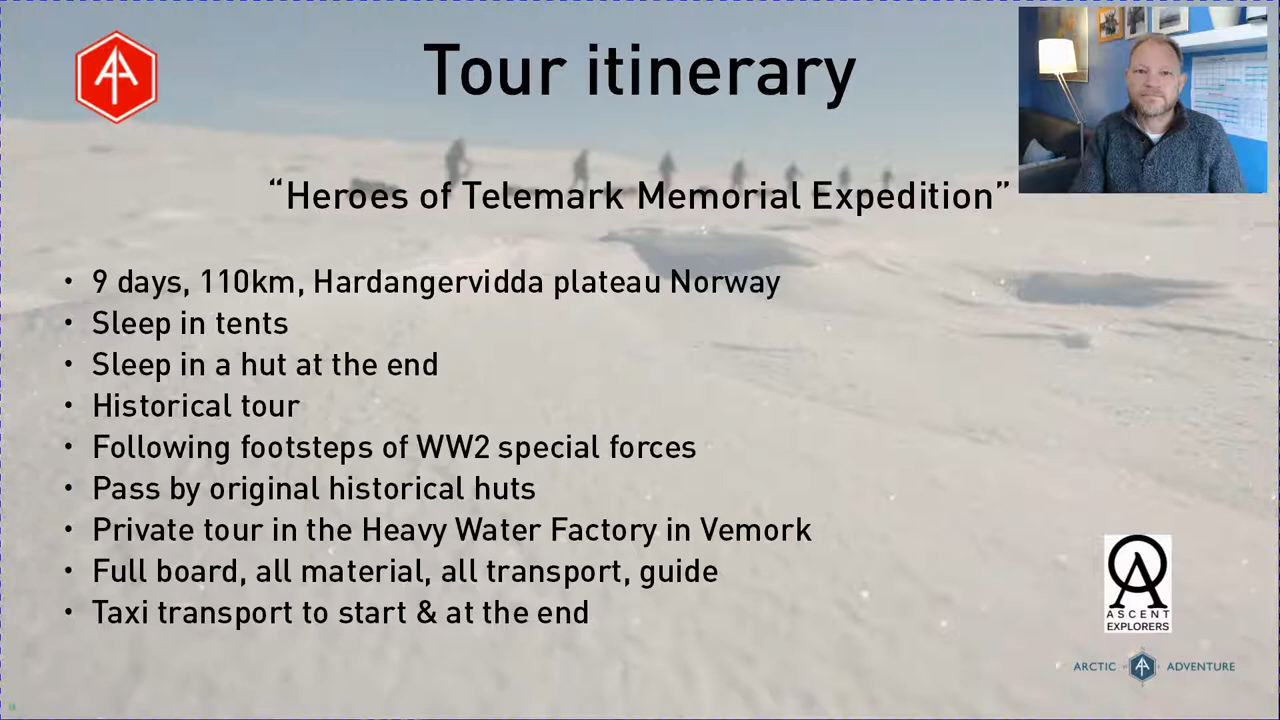 Tour itinerary
“Heroes of Telemark Memorial Expedition”
• 9 days, 110km, Hardangervidda plateau Norway
• Sleep in tents
• Sleep in a hut at the end
• Historical tour
• Following footsteps of WW2 special forces
• Pass by original historical huts
• Private tour in the Heavy Water Factory in Vemork
• Full board, all material, all transport, guide
• Taxi transport to start & at the end
ASCENT
EXPLORERS
ARCTIC ADVENTURE